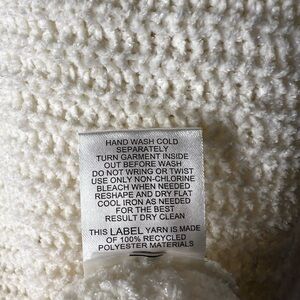 HAND WASH COLD
SEPARATELY
TURN GARMENT INSIDE
OUT BEFORE WASH
DO NOT WRING OR TWIST
USE ONLY NON-CHLORINE
BLEACH WHEN NEEDED
RESHAPE AND DRY FLAT
COOL IRON AS NEEDED
FOR THE BEST
RESULT DRY CLEAN
THIS LABEL YARN IS MADE
OF 100% RECYCLED
POLYESTER MATERIALS